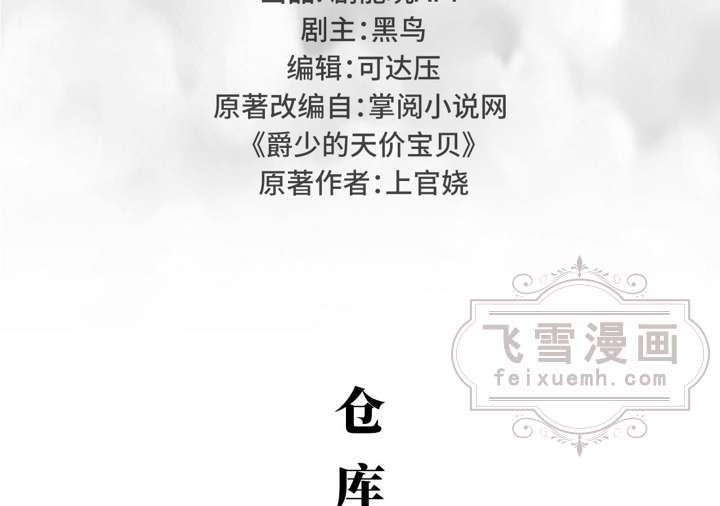 剧主：黑鸟
编辑：可达压
原著改编自：掌阅小说网
《爵少的天价宝贝》
原著作者：上官娆
飞雪漫画
feixuemh.com
仓
库